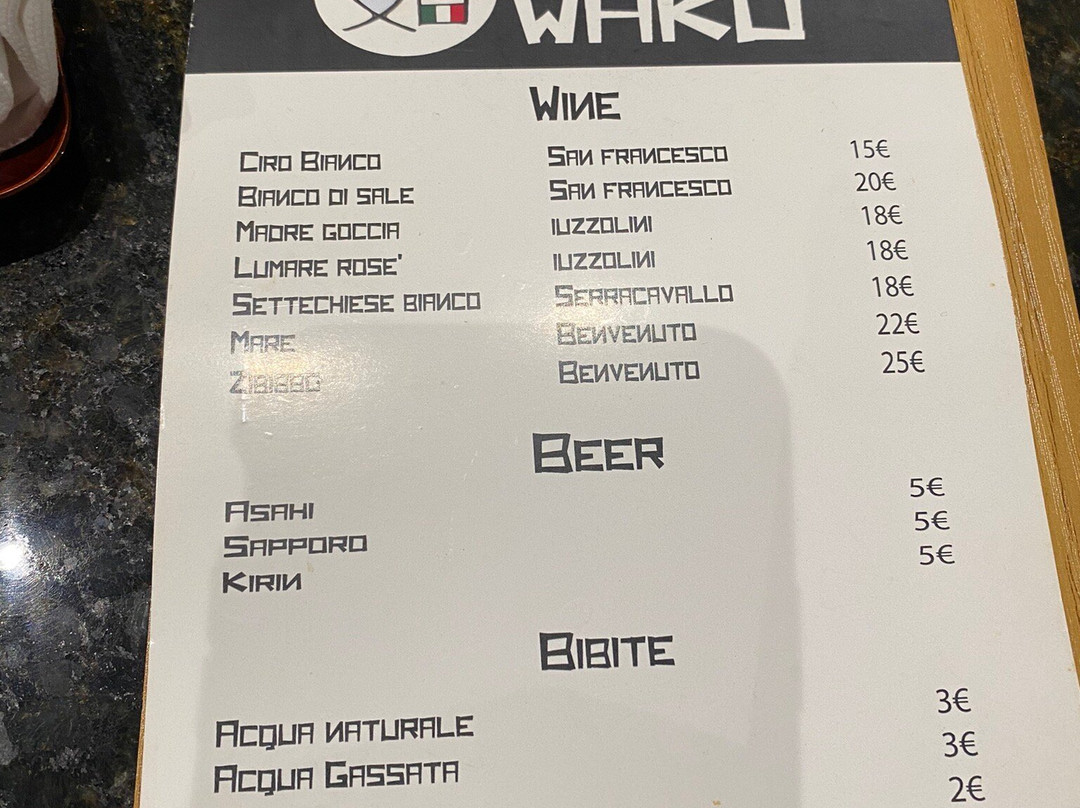 WAKO
Wine
Ciro Bianco San francesco 15€
Bianco di sale San francesco 20€
Madre goccia iuzzolini 18€
Lumare rose' iuzzolini 18€
Settechiese bianco Serracavallo 18€
Mare Benvenuto 22€
Zibibbo Benvenuto 25€
Beer
Asahi 5€
Sapporo 5€
Kirin 5€
Bibite
Acqua naturale 3€
Acqua Gassata 3€
2€